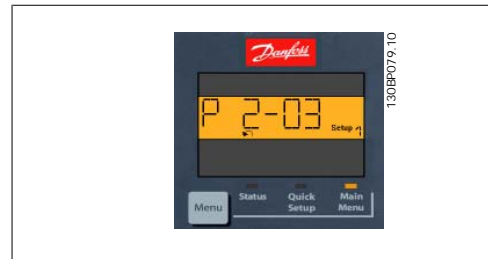 Danfoss
P 2-03
Setup 1
Status Quick Setup Main Menu
Menu
130BP079.10